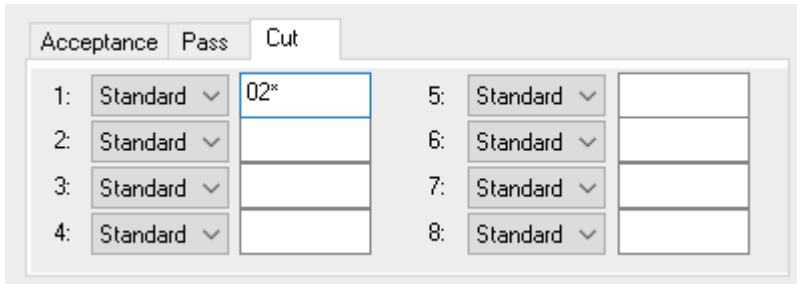 Acceptance Pass Cut
1: Standard 02* 5: Standard
2: Standard 6: Standard
3: Standard 7: Standard
4: Standard 8: Standard